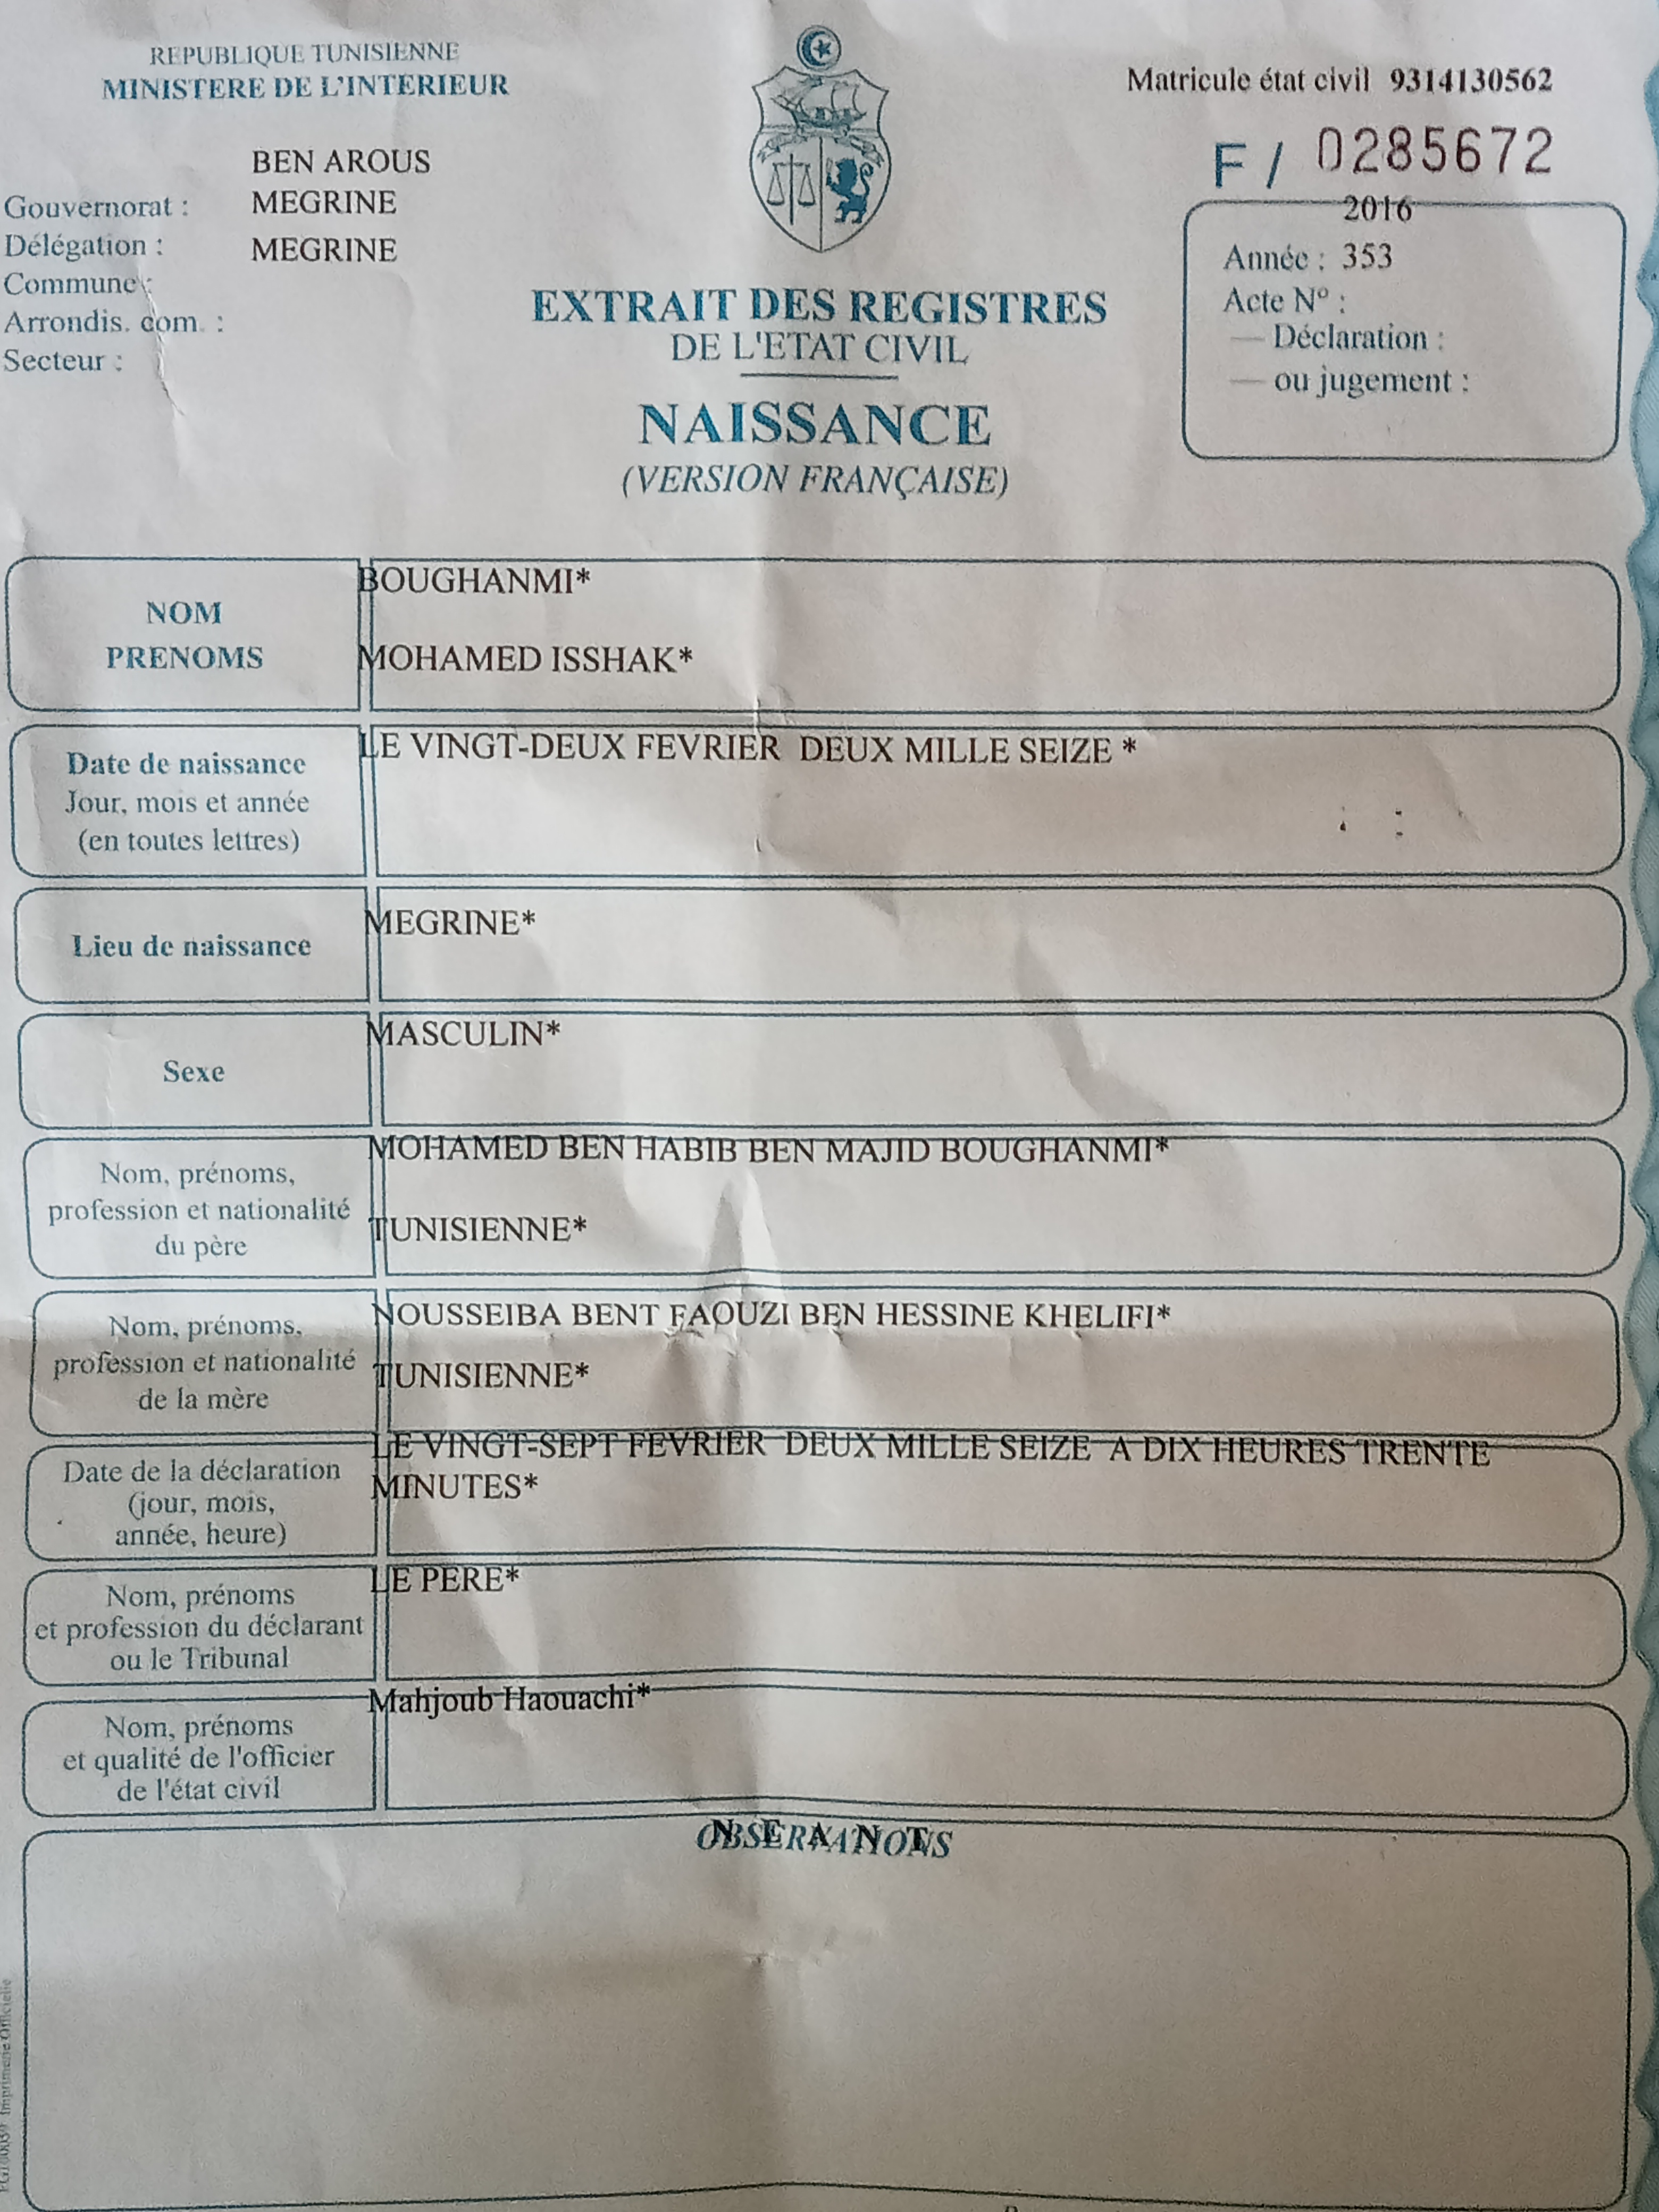 REPUBLIQUE TUNISIENNE
MINISTERE DE L'INTERIEUR
Matricule état civil 9314130562
F / 0285672
BEN AROUS
Gouvernorat : MEGRINE
Délégation : MEGRINE
Commune :
Arrondis. com. :
Secteur :
2016
Année : 353
Acte N° :
— Déclaration :
— ou jugement :
EXTRAIT DES REGISTRES
DE L'ETAT CIVIL
NAISSANCE
(VERSION FRANÇAISE)
NOM
PRENOMS
BOUGHANMI*
MOHAMED ISSHAK*
Date de naissance
Jour, mois et année
(en toutes lettres)
LE VINGT-DEUX FEVRIER DEUX MILLE SEIZE *
Lieu de naissance
MEGRINE*
Sexe
MASCULIN*
Nom, prénoms,
profession et nationalité
du père
MOHAMED BEN HABIB BEN MAJID BOUGHANMI*
TUNISIENNE*
Nom, prénoms,
profession et nationalité
de la mère
NOUSSEIBA BENT FAOUZI BEN HESSINE KHELIFI*
TUNISIENNE*
Date de la déclaration
(jour, mois,
année, heure)
LE VINGT-SEPT FEVRIER DEUX MILLE SEIZE A DIX HEURES TRENTE
MINUTES*
Nom, prénoms
et profession du déclarant
ou le Tribunal
LE PERE*
Nom, prénoms
et qualité de l'officier
de l'état civil
Mahjoub Haouachi*
OBSERVATIONS
N E A N T
Imprimerie Officielle